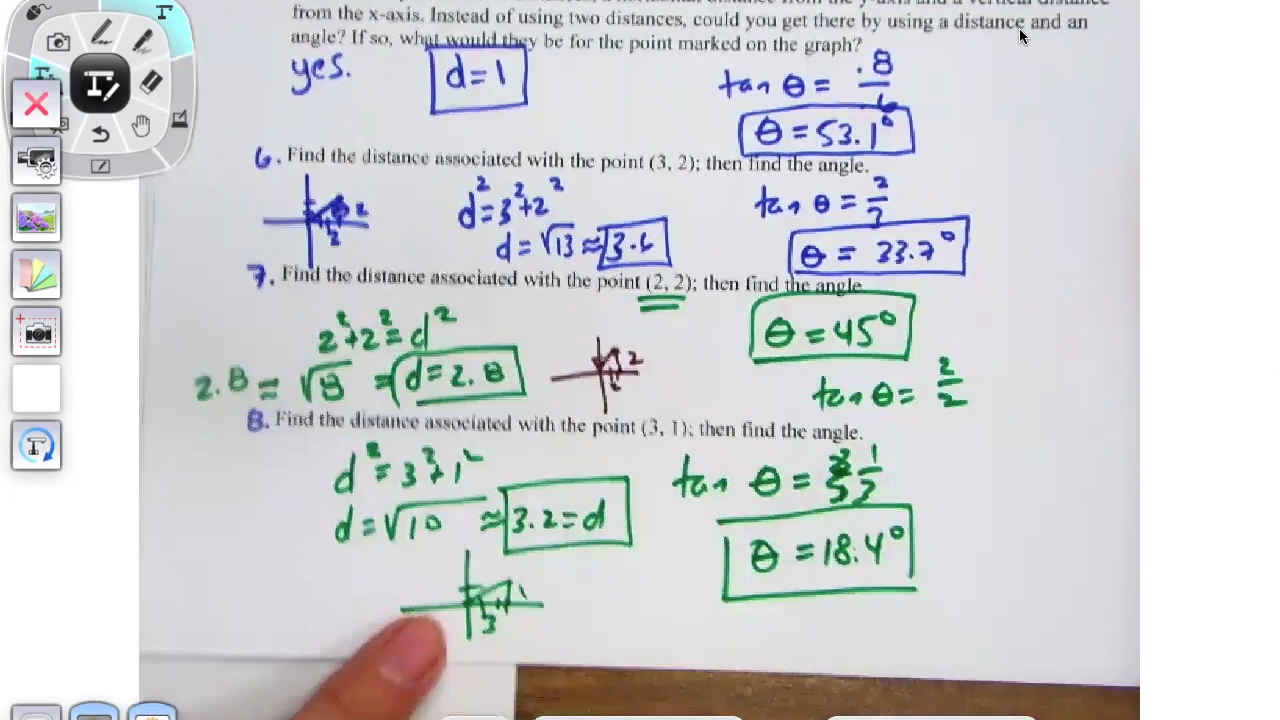 from the x-axis. Instead of using two distances, could you get there by using a distance and an
angle? If so, what would they be for the point marked on the graph?
yes. d = 1 tan θ = .8/.6
θ = 53.1°
6. Find the distance associated with the point (3, 2); then find the angle.
2 3
d² = 3² + 2² tan θ = 2/3
d = √13 ≈ 3.6 θ = 33.7°
7. Find the distance associated with the point (2, 2); then find the angle.
2² + 2² = d² θ = 45°
2.8 = √8 = d = 2.8 2 2 tan θ = 2/2
8. Find the distance associated with the point (3, 1); then find the angle.
d² = 3² + 1² tan θ = 1/3
d = √10 ≈ 3.2 = d θ = 18.4°
1
3